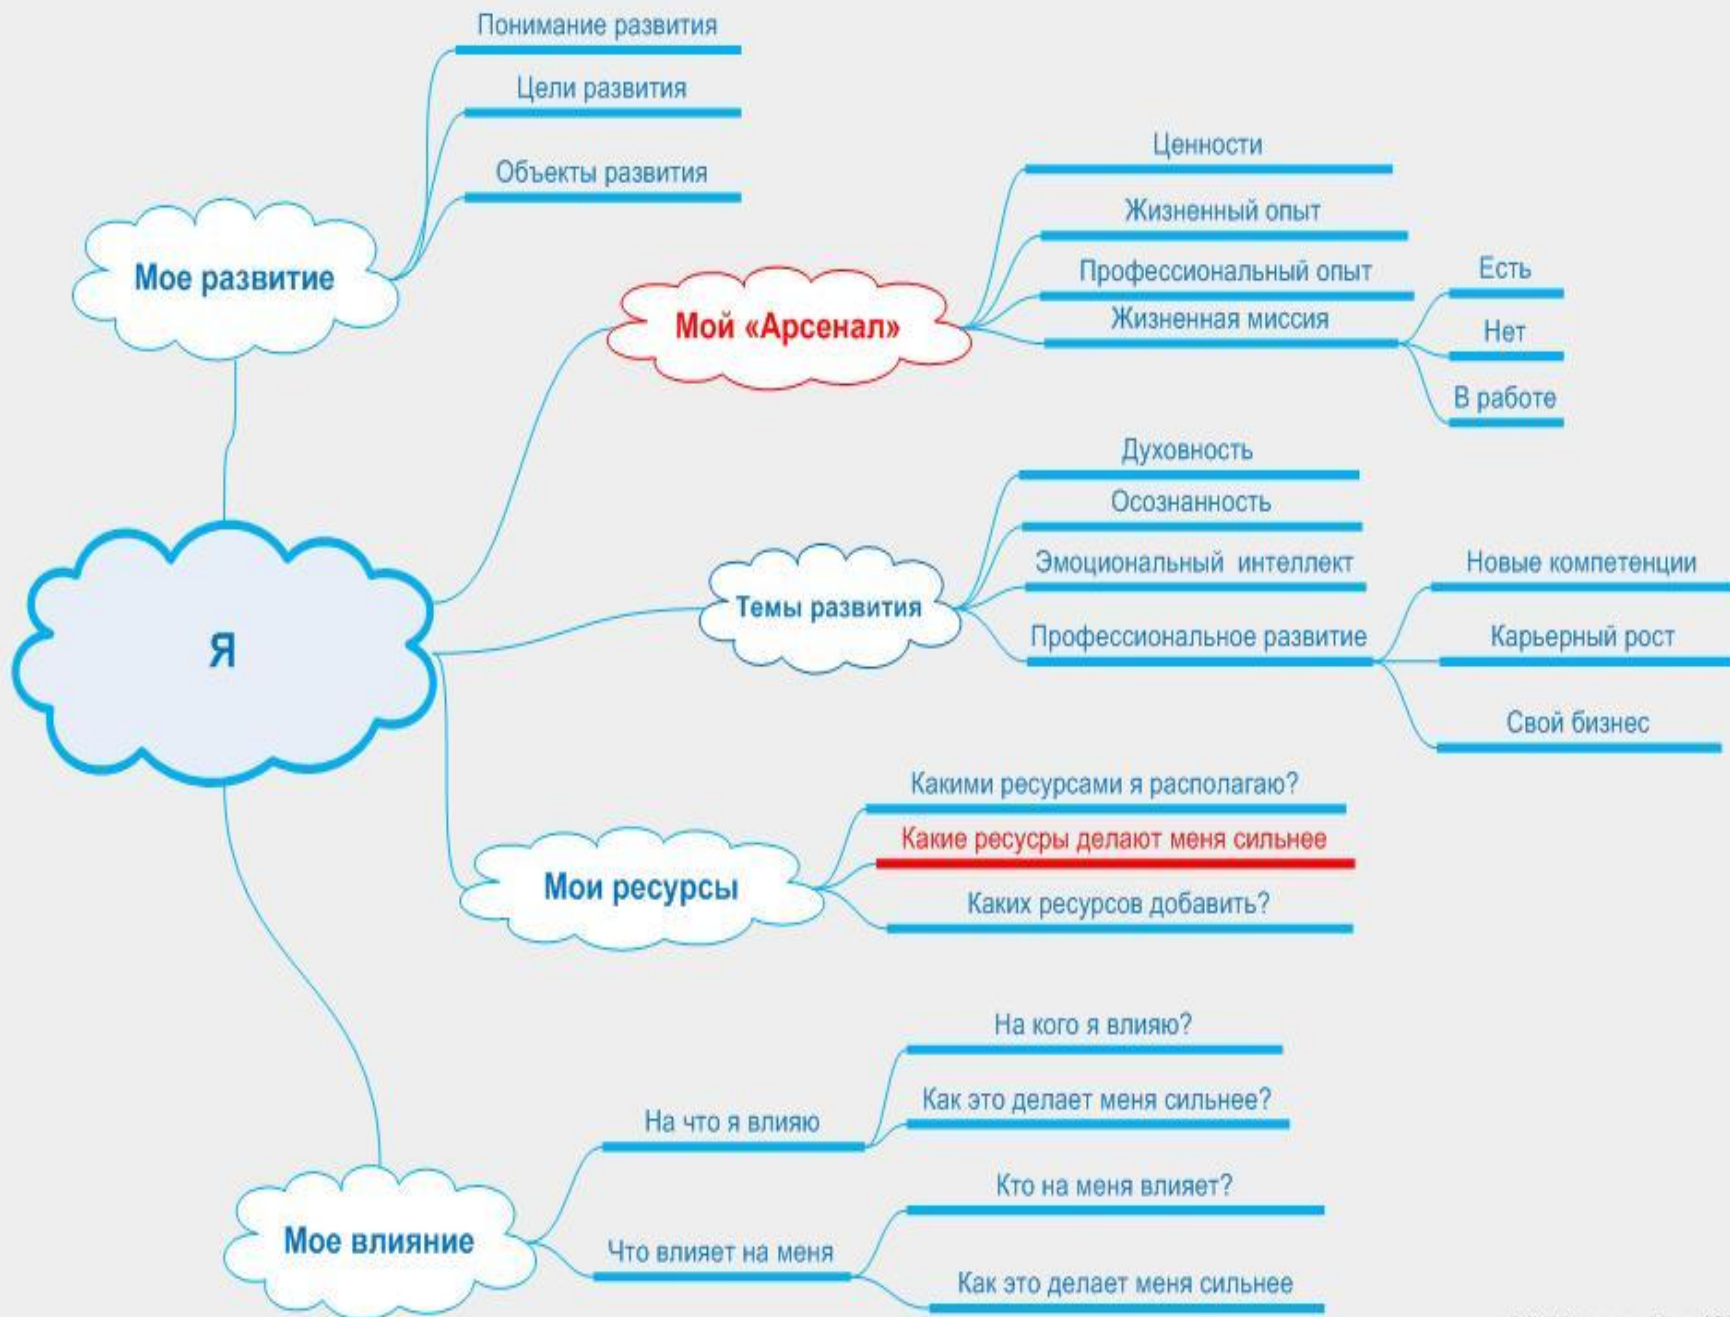 Понимание развития
Цели развития
Объекты развития
Мое развитие
Ценности
Жизненный опыт
Профессиональный опыт
Жизненная миссия
Есть
Нет
В работе
Мой «Арсенал»
Духовность
Осознанность
Эмоциональный интеллект
Профессиональное развитие
Новые компетенции
Карьерный рост
Свой бизнес
Темы развития
Я
Какими ресурсами я располагаю?
Какие ресусры делают меня сильнее
Каких ресурсов добавить?
Мои ресурсы
На кого я влияю?
Как это делает меня сильнее?
На что я влияю
Кто на меня влияет?
Что влияет на меня
Как это делает меня сильнее
Мое влияние